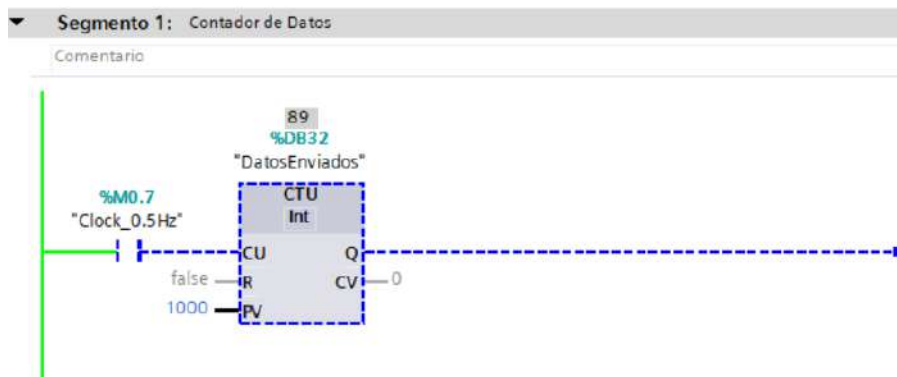 Segmento 1: Contador de Datos
Comentario
89
%DB32
"DatosEnviados"
%M0.7
"Clock_0.5Hz"
CTU
Int
CU Q
false R CV 0
1000 PV